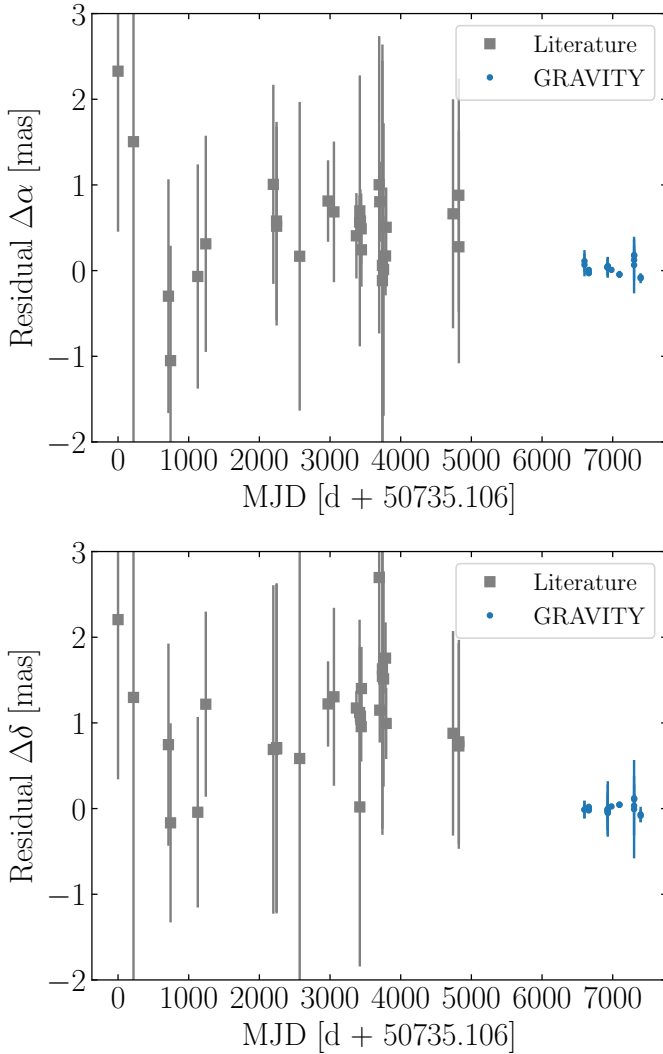 3
2
1
0
−1
−2
Residual Δα [mas]
Literature
GRAVITY
0 1000 2000 3000 4000 5000 6000 7000
MJD [d + 50735.106]
3
2
1
0
−1
−2
Residual Δδ [mas]
Literature
GRAVITY
0 1000 2000 3000 4000 5000 6000 7000
MJD [d + 50735.106]